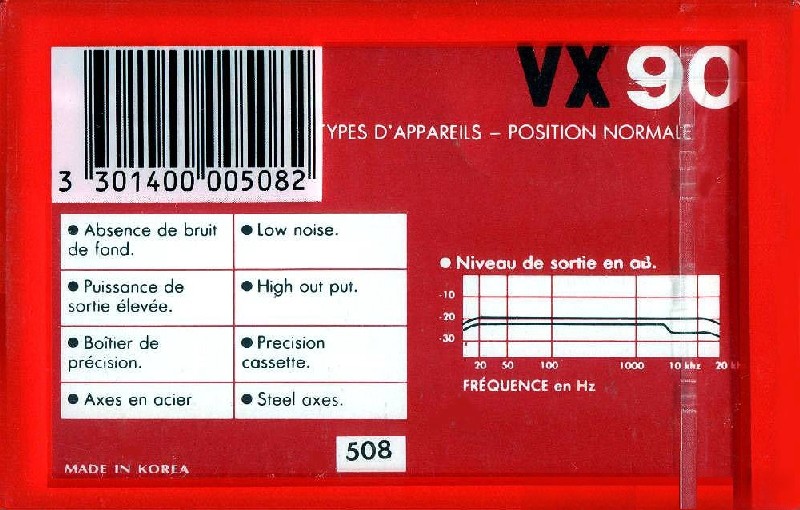 VX 90
TYPES D'APPAREILS – POSITION NORMALE
3 301400 005082
• Absence de bruit
de fond.
• Low noise.
• Puissance de
sortie élevée.
• High out put.
• Boîtier de
précision.
• Precision
cassette.
• Axes en acier
• Steel axes.
508
MADE IN KOREA
• Niveau de sortie en dB.
-10
-20
-30
20 50 100 1000 10 khz 20 kh
FRÉQUENCE en Hz